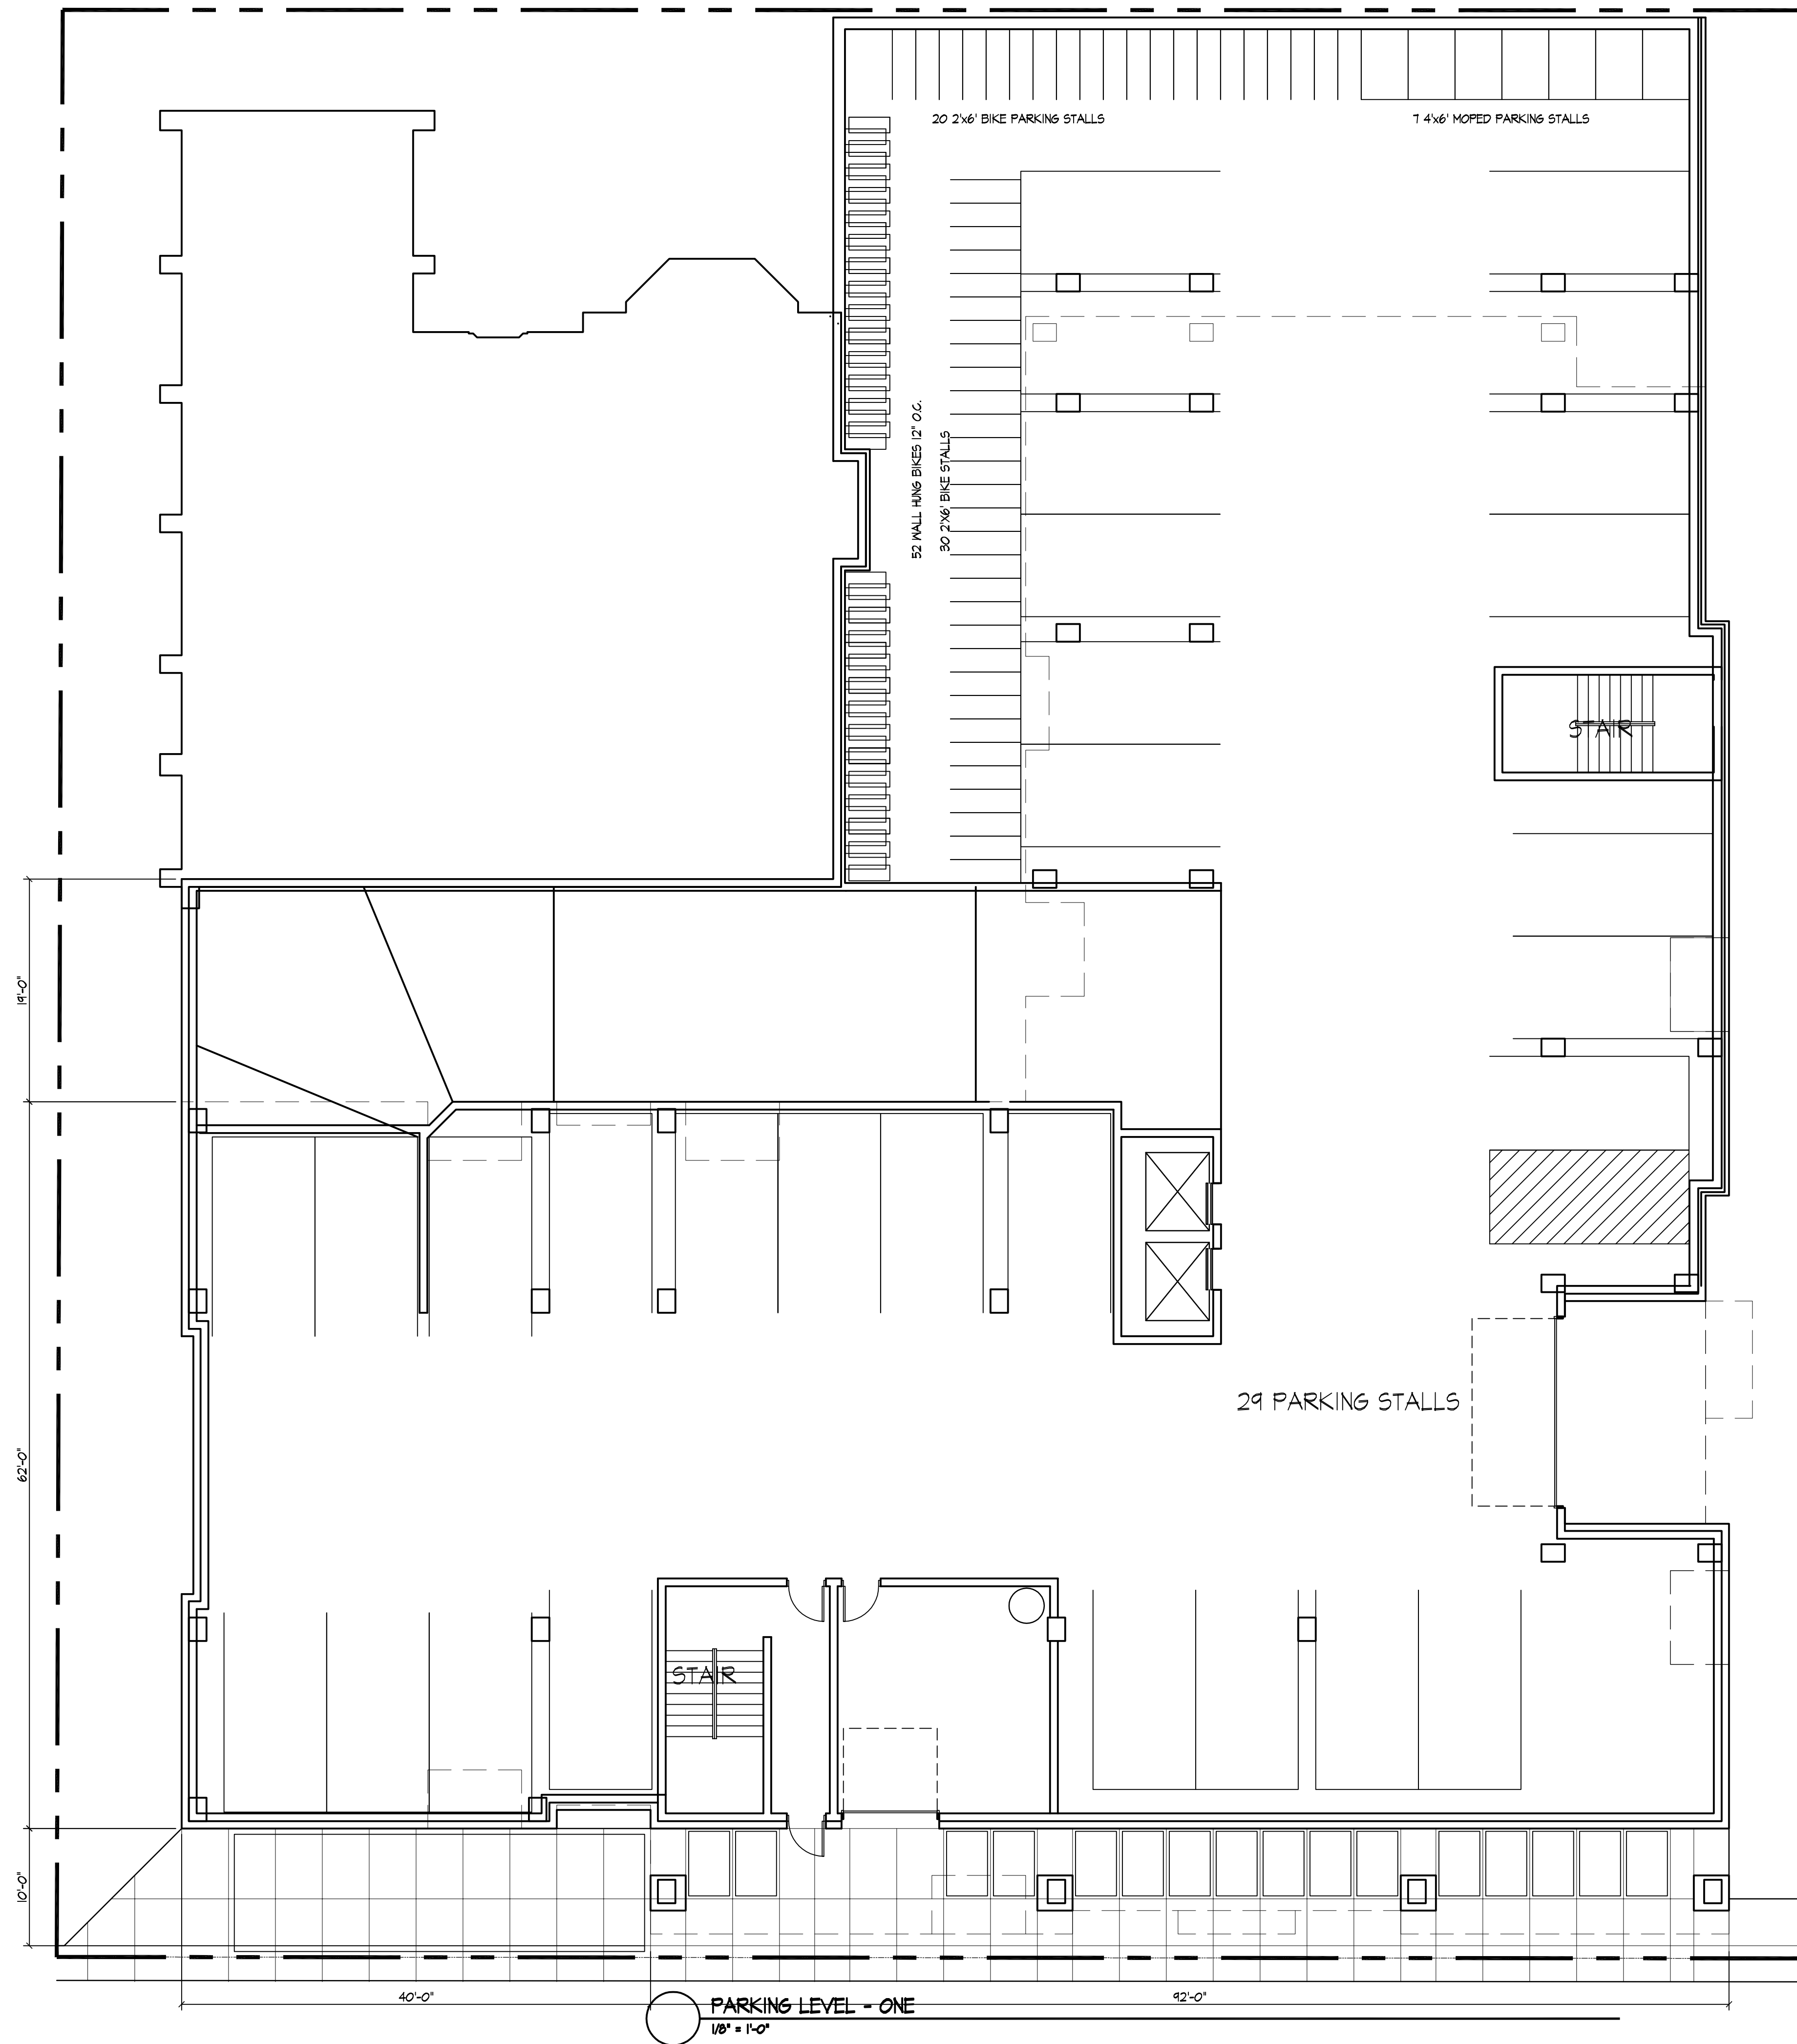 20 2'x6' BIKE PARKING STALLS
7 4'x6' MOPED PARKING STALLS
52 WALL HUNG BIKES 12" O.C.
30 2'X6' BIKE STALLS
STAIR
19'-0"
29 PARKING STALLS
62'-0"
STAIR
10'-0"
40'-0"
92'-0"
PARKING LEVEL - ONE
1/8" = 1'-0"